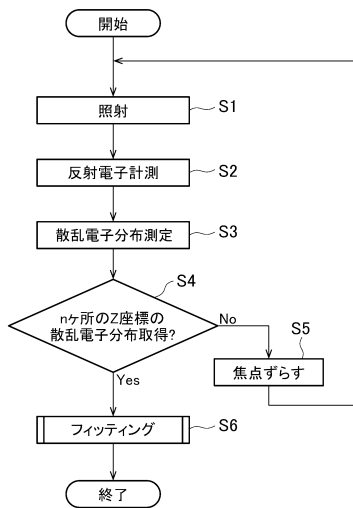 開始
照射
S1
反射電子計測
S2
散乱電子分布測定
S3
S4
nヶ所のZ座標の
散乱電子分布取得?
No
S5
焦点ずらす
Yes
フィッティング
S6
終了